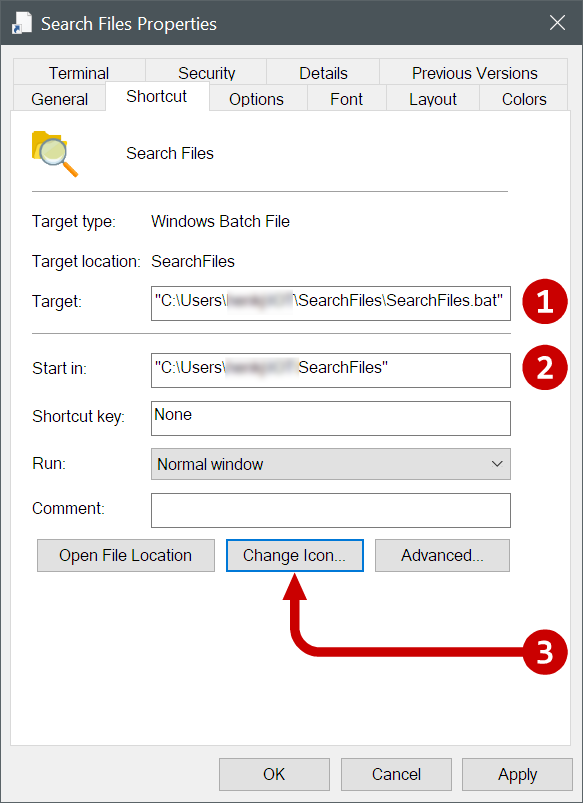 Search Files Properties
Terminal Security Details Previous Versions
General Shortcut Options Font Layout Colors
Search Files
Target type: Windows Batch File
Target location: SearchFiles
Target: "C:\Users\ \SearchFiles\SearchFiles.bat" 1
Start in: "C:\Users\ SearchFiles" 2
Shortcut key: None
Run: Normal window
Comment:
Open File Location Change Icon... Advanced...
3
OK Cancel Apply